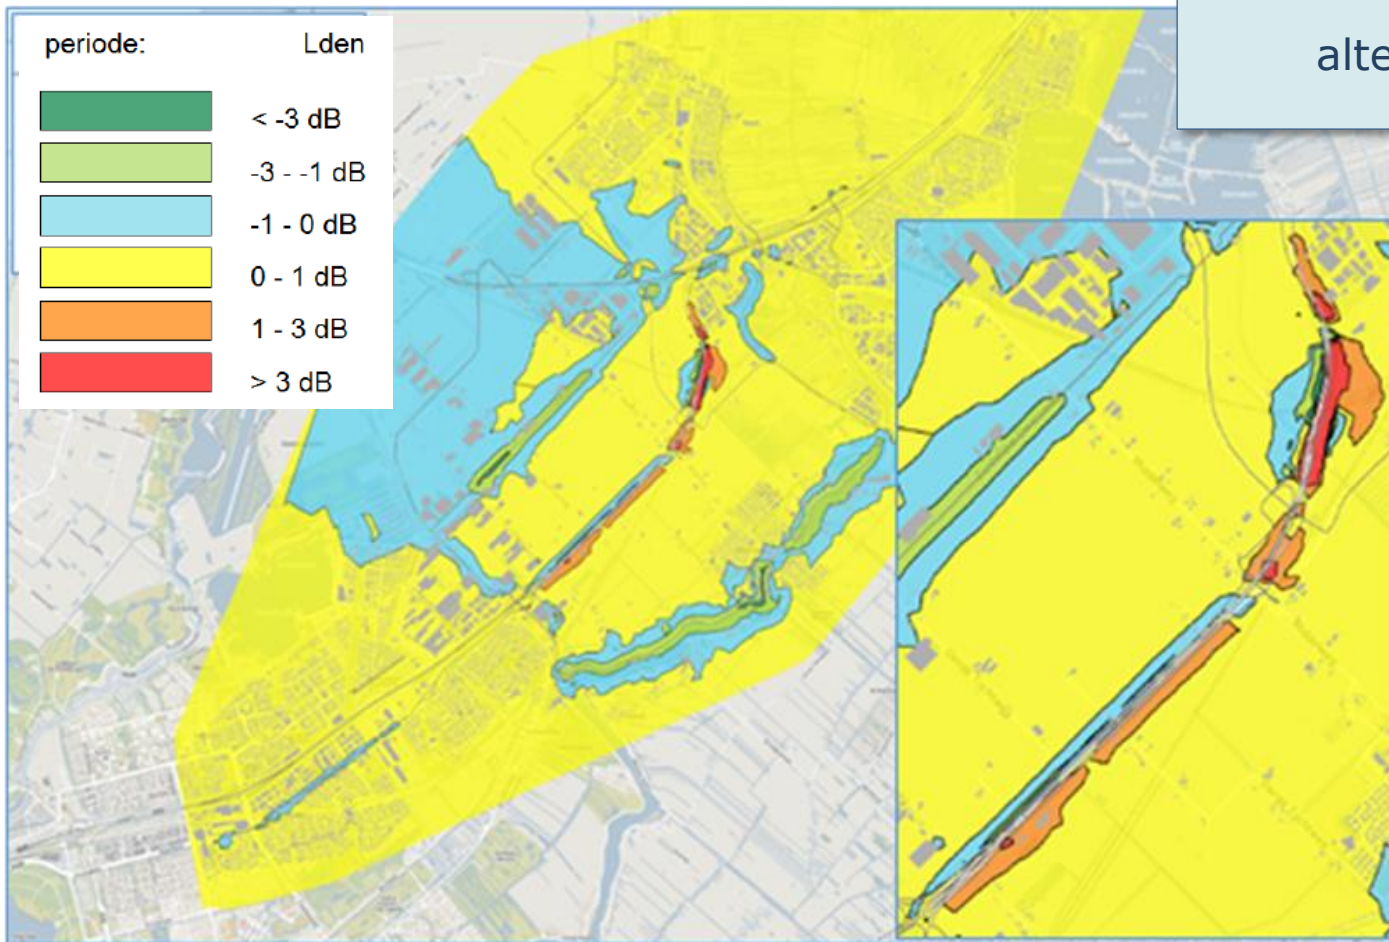 periode: Lden
< -3 dB
-3 - -1 dB
-1 - 0 dB
0 - 1 dB
1 - 3 dB
> 3 dB
alte